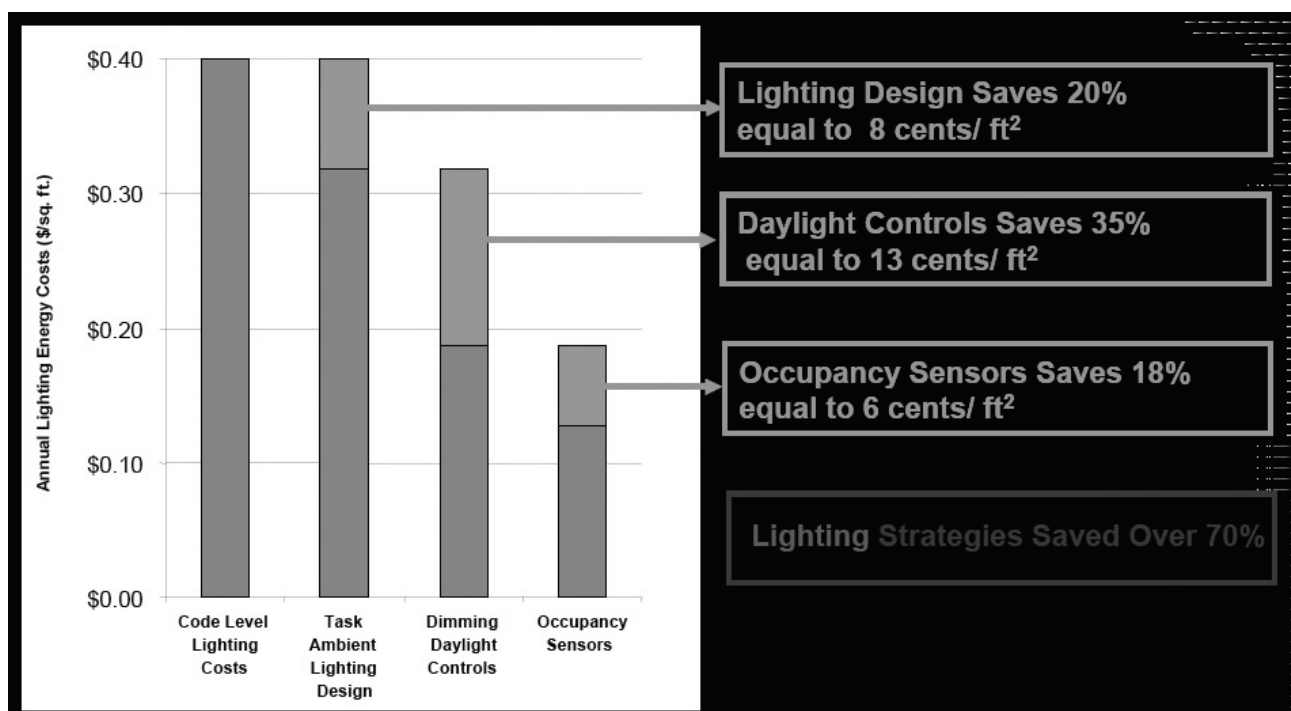 Annual Lighting Energy Costs ($/sq. ft.)
$0.40
$0.30
$0.20
$0.10
$0.00
Code Level
Lighting
Costs
Task
Ambient
Lighting
Design
Dimming
Daylight
Controls
Occupancy
Sensors
Lighting Design Saves 20%
equal to 8 cents/ ft²
Daylight Controls Saves 35%
equal to 13 cents/ ft²
Occupancy Sensors Saves 18%
equal to 6 cents/ ft²
Lighting Strategies Saved Over 70%